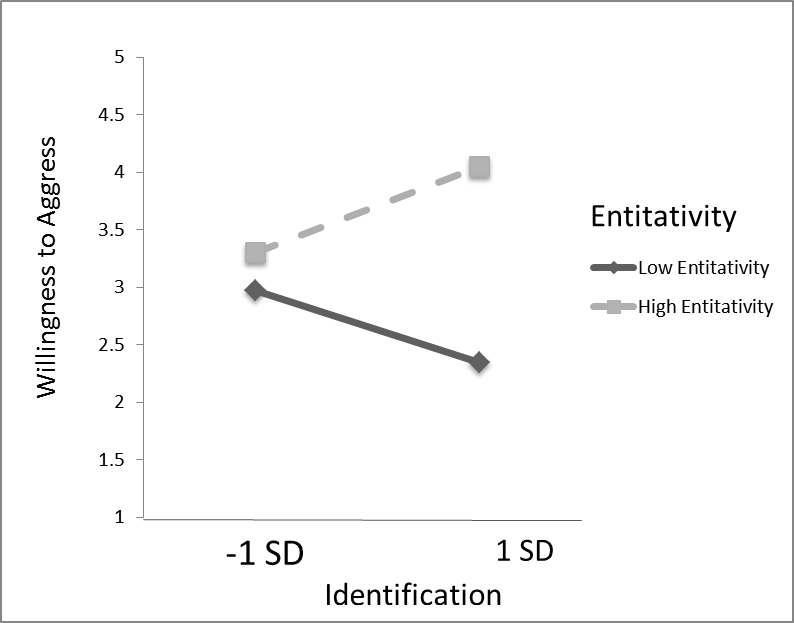 5
4.5
4
3.5
3
2.5
2
1.5
1
Willingness to Aggress
-1 SD
1 SD
Identification
Entitativity
Low Entitativity
High Entitativity